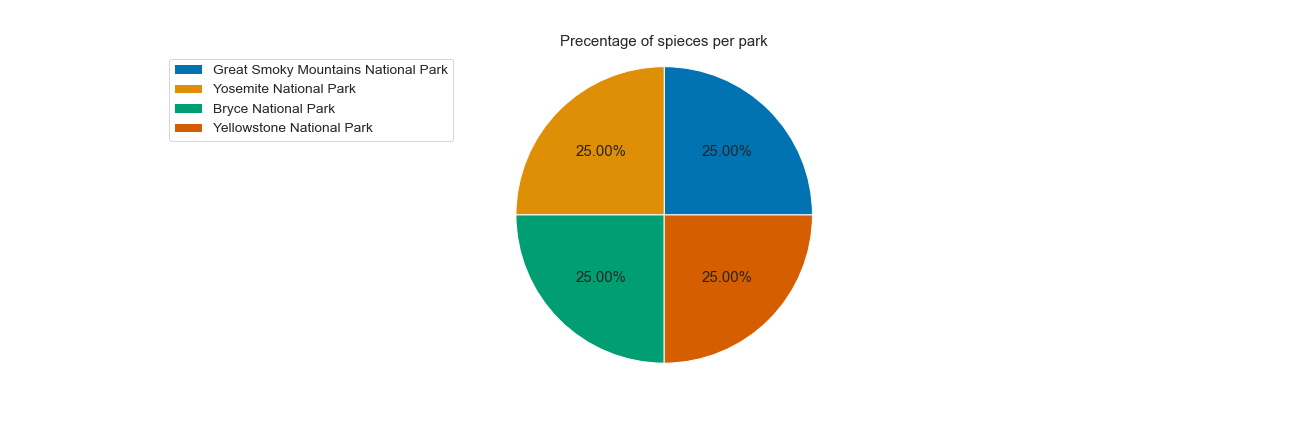 Precentage of spieces per park
Great Smoky Mountains National Park
Yosemite National Park
Bryce National Park
Yellowstone National Park
25.00%
25.00%
25.00%
25.00%